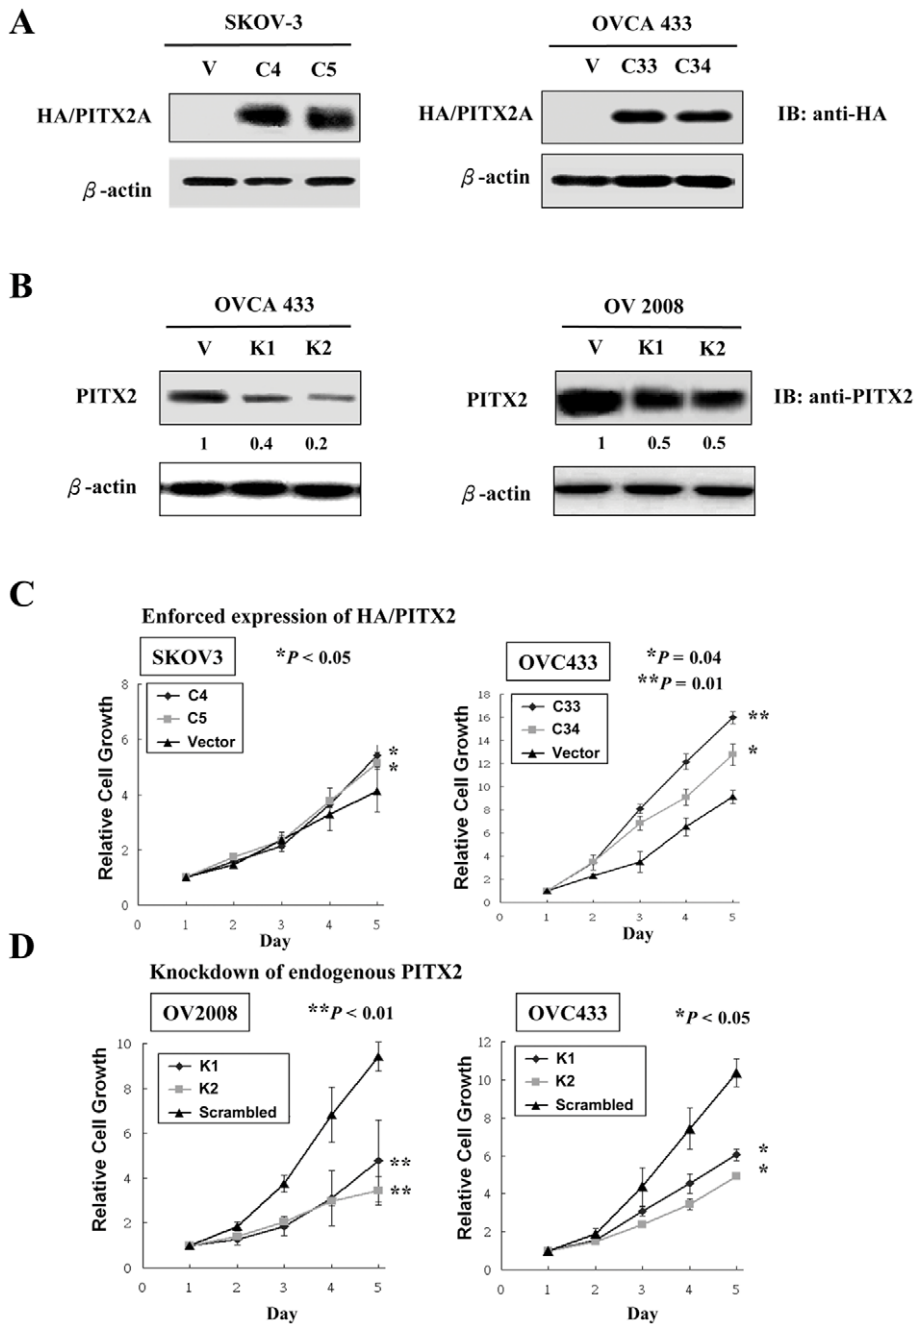 A
SKOV-3
OVCA 433
V C4 C5
V C33 C34
HA/PITX2A
HA/PITX2A
IB: anti-HA
β-actin
β-actin
B
OVCA 433
OV 2008
V K1 K2
V K1 K2
PITX2
PITX2
IB: anti-PITX2
1 0.4 0.2
1 0.5 0.5
β-actin
β-actin
C
Enforced expression of HA/PITX2
SKOV3
*P < 0.05
C4
C5
Vector
Relative Cell Growth
8
6
4
2
0
0 1 2 3 4 5
Day
*
*
OVC433
*P = 0.04
**P = 0.01
C33
C34
Vector
Relative Cell Growth
18
16
14
12
10
8
6
4
2
0
0 1 2 3 4 5
Day
**
*
D
Knockdown of endogenous PITX2
OV2008
**P < 0.01
K1
K2
Scrambled
Relative Cell Growth
10
8
6
4
2
0
0 1 2 3 4 5
Day
**
**
OVC433
*P < 0.05
K1
K2
Scrambled
Relative Cell Growth
12
10
8
6
4
2
0
0 1 2 3 4 5
Day
*
*